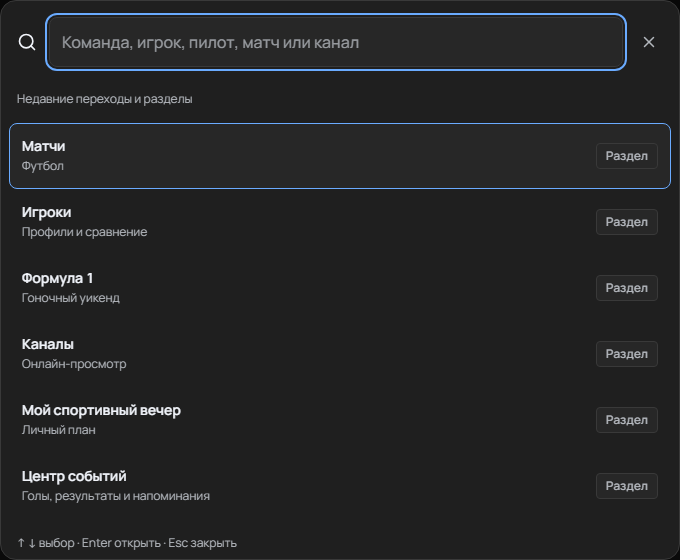 Команда, игрок, пилот, матч или канал
Недавние переходы и разделы
Матчи
Футбол
Раздел
Игроки
Профили и сравнение
Раздел
Формула 1
Гоночный уикенд
Раздел
Каналы
Онлайн-просмотр
Раздел
Мой спортивный вечер
Личный план
Раздел
Центр событий
Голы, результаты и напоминания
Раздел
↑ ↓ выбор · Enter открыть · Esc закрыть